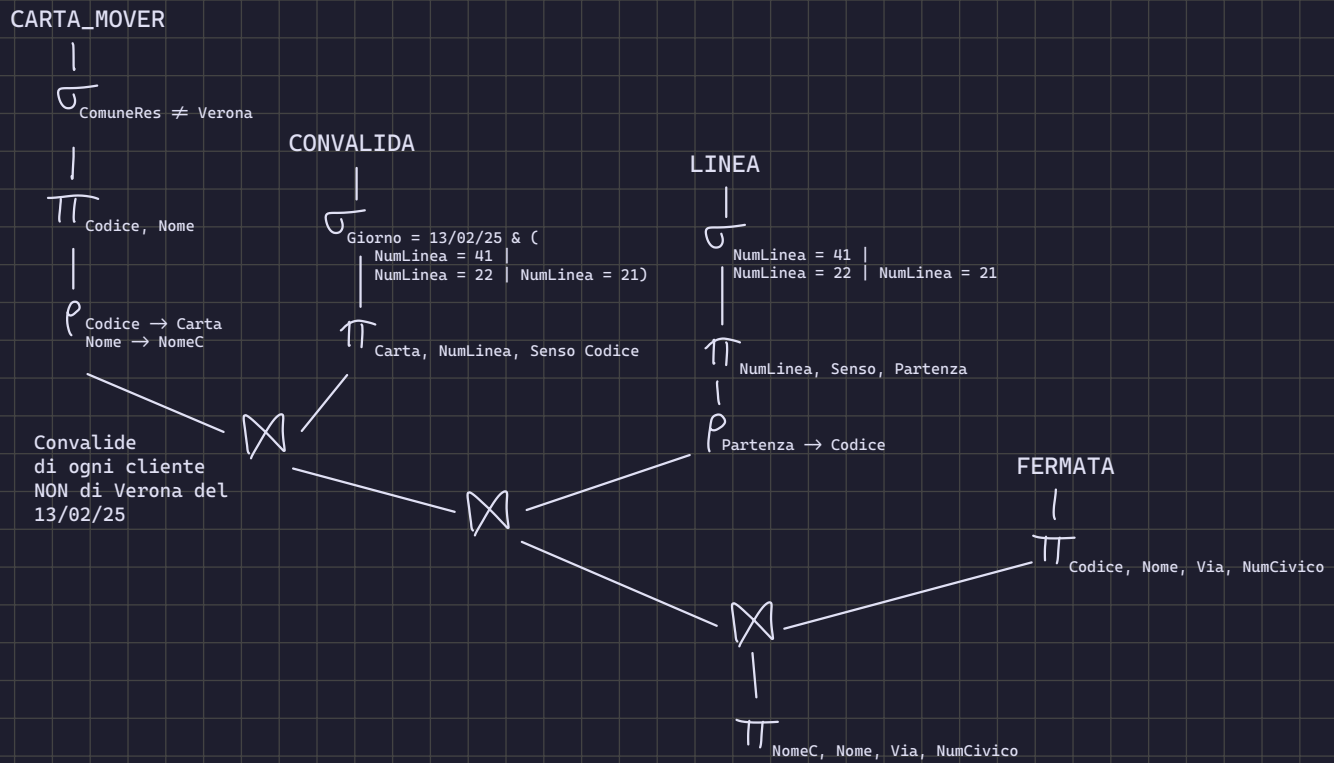 CARTA_MOVER
σ
ComuneRes ≠ Verona
π
Codice, Nome
ρ
Codice → Carta
Nome → NomeC
CONVALIDA
σ
Giorno = 13/02/25 & (
NumLinea = 41 |
NumLinea = 22 | NumLinea = 21)
π
Carta, NumLinea, Senso Codice
LINEA
σ
NumLinea = 41 |
NumLinea = 22 | NumLinea = 21
π
NumLinea, Senso, Partenza
ρ
Partenza → Codice
⋈
Convalide
di ogni cliente
NON di Verona del
13/02/25
⋈
FERMATA
π
Codice, Nome, Via, NumCivico
⋈
π
NomeC, Nome, Via, NumCivico